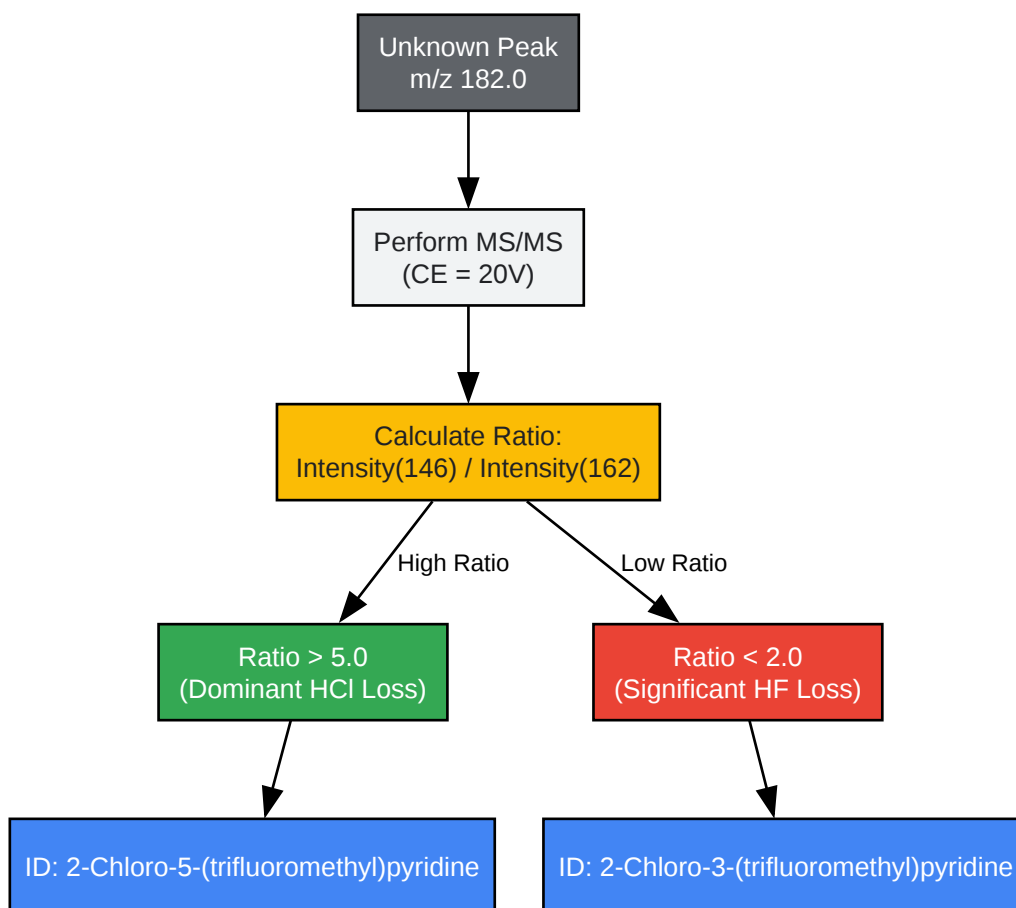 Unknown Peak
m/z 182.0
Perform MS/MS
(CE = 20V)
Calculate Ratio:
Intensity(146) / Intensity(162)
High Ratio
Low Ratio
Ratio > 5.0
(Dominant HCl Loss)
Ratio < 2.0
(Significant HF Loss)
ID: 2-Chloro-5-(trifluoromethyl)pyridine
ID: 2-Chloro-3-(trifluoromethyl)pyridine